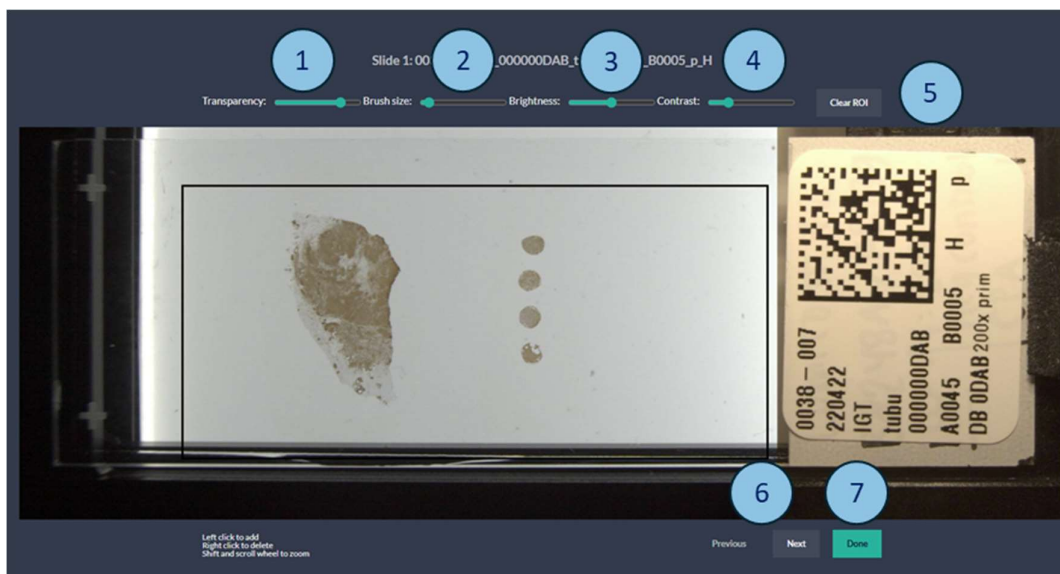 1 2 3 4 5
Slide 1: 00 _000000DAB_t _B0005_p_H
Transparency: Brush size: Brightness: Contrast: Clear ROI
0038 - 007
220422
IGT
tubu
000000DAB
A0045 B0005 H p
DB 0DAB 200x prim
6 7
Left click to add
Right click to delete
Shift and scroll wheel to zoom
Previous Next Done